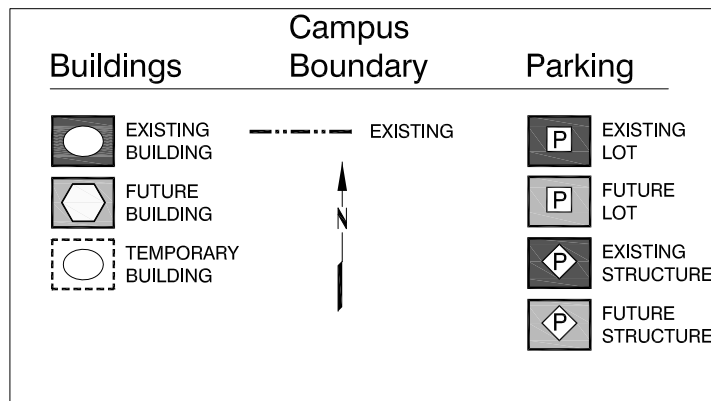 Campus
Buildings Boundary Parking
EXISTING
BUILDING
FUTURE
BUILDING
TEMPORARY
BUILDING
EXISTING
N
P EXISTING
LOT
P FUTURE
LOT
P EXISTING
STRUCTURE
P FUTURE
STRUCTURE